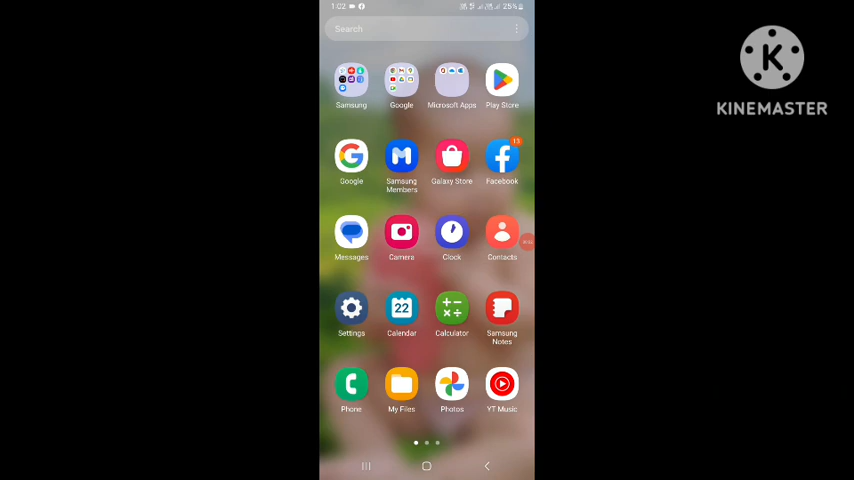 1:02
25%
Search
Samsung
Google
Microsoft Apps
Play Store
13
Google
Samsung Members
Galaxy Store
Facebook
Messages
Camera
Clock
Contacts
22
Settings
Calendar
Calculator
Samsung Notes
Phone
My Files
Photos
YT Music
KINEMASTER